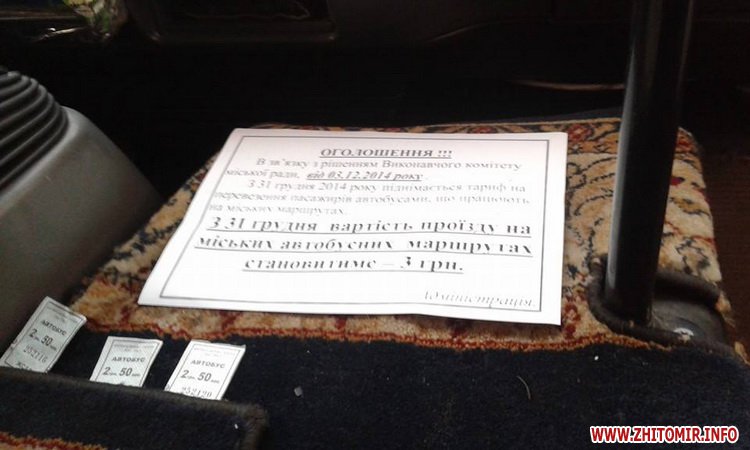 ОГОЛОШЕННЯ !!!
В зв'язку з рішенням Виконавчого комітету
міської ради, від 03.12.2014 року .
З 31 грудня 2014 року піднімається тариф на
перевезення пасажирів автобусами, що працюють
на міських маршрутах.
З 31 грудня вартість проїзду на
міських автобусних маршрутах
становитиме – 3 грн.
Адміністрація.
АВТОБУС
2 грн. 50 коп.
252118
АВТОБУС
2 грн. 50 коп.
АВТОБУС
2 грн. 50 коп.
252120
WWW.ZHITOMIR.INFO